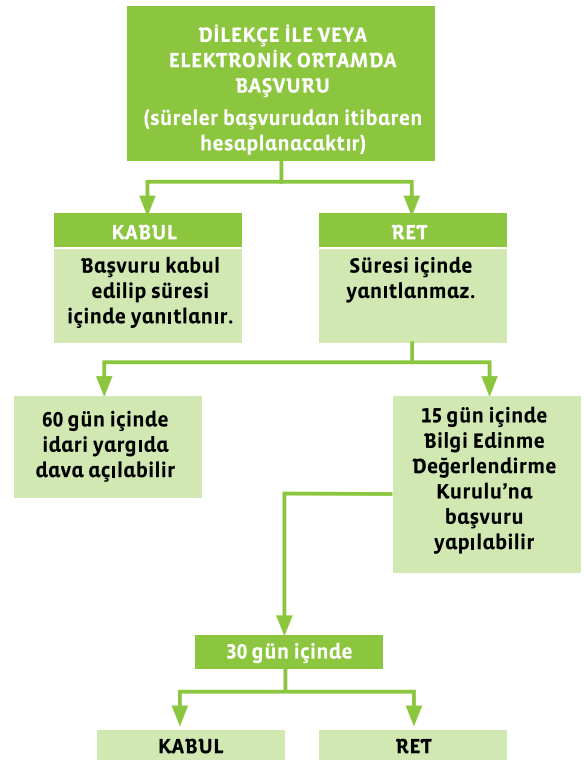 DİLEKÇE İLE VEYA
ELEKTRONİK ORTAMDA
BAŞVURU
(süreler başvurudan itibaren
hesaplanacaktır)
KABUL
Başvuru kabul
edilip süresi
içinde yanıtlanır.
RET
Süresi içinde
yanıtlanmaz.
60 gün içinde
idari yargıda
dava açılabilir
15 gün içinde
Bilgi Edinme
Değerlendirme
Kurulu’na
başvuru
yapılabilir
30 gün içinde
KABUL
RET